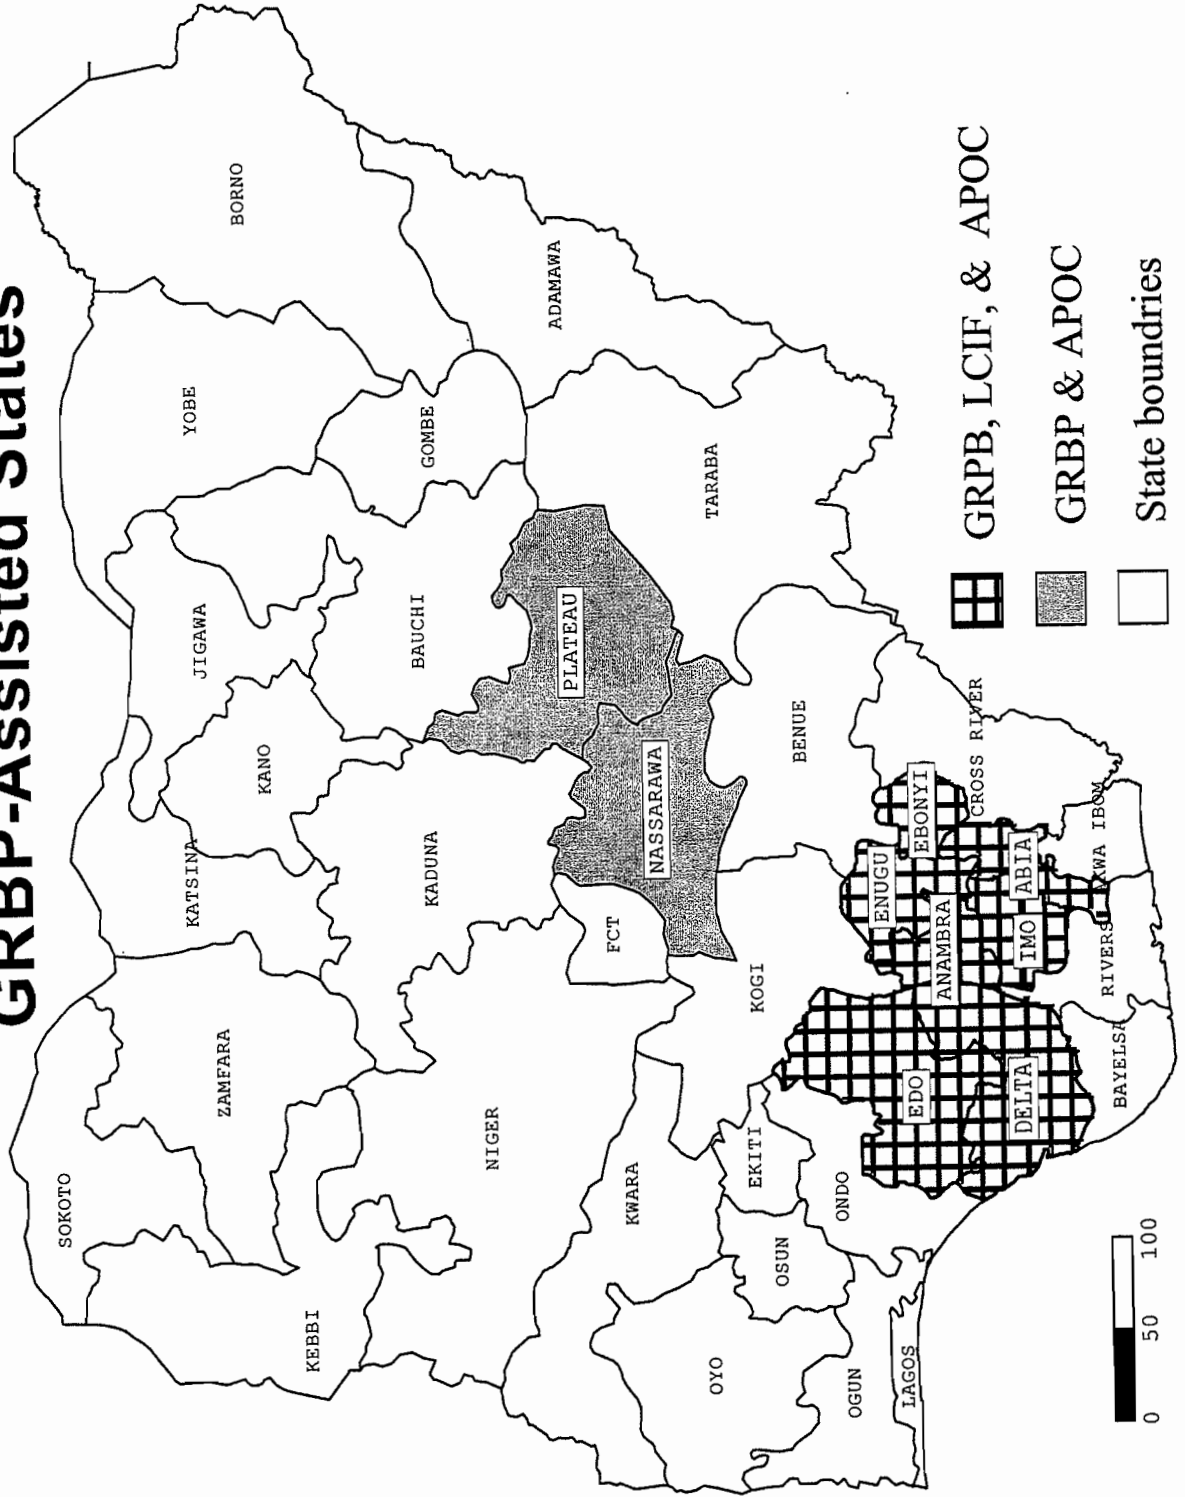 GRBP-Assisted States
SOKOTO
KATSINA
JIGAWA
YOBE
BORNO
ZAMFARA
KANO
KEBBI
KADUNA
BAUCHI
GOMBE
ADAMAWA
NIGER
PLATEAU
FCT
NASSARAWA
TARABA
KWARA
OYO
OSUN
EKITI
KOGI
BENUE
ONDO
OGUN
LAGOS
EDO
ENUGU
EBONYI
ANAMBRA
CROSS RIVER
DELTA
IMO
ABIA
BAYELSA
RIVERS
AKWA IBOM
GRPB, LCIF, & APOC
GRBP & APOC
State boundries
0 50 100